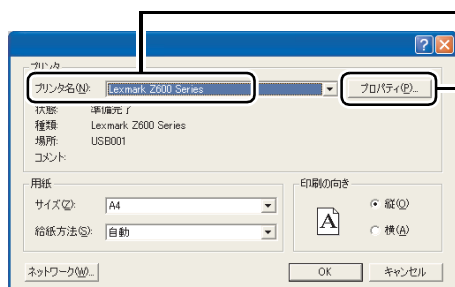 プリンタ
プリンタ名(N): Lexmark Z600 Series プロパティ(P)...
状態: 準備完了
種類: Lexmark Z600 Series
場所: USB001
コメント:
用紙
サイズ(Z): A4
給紙方法(S): 自動
印刷の向き
A
縦(O)
横(A)
ネットワーク(W)... OK キャンセル